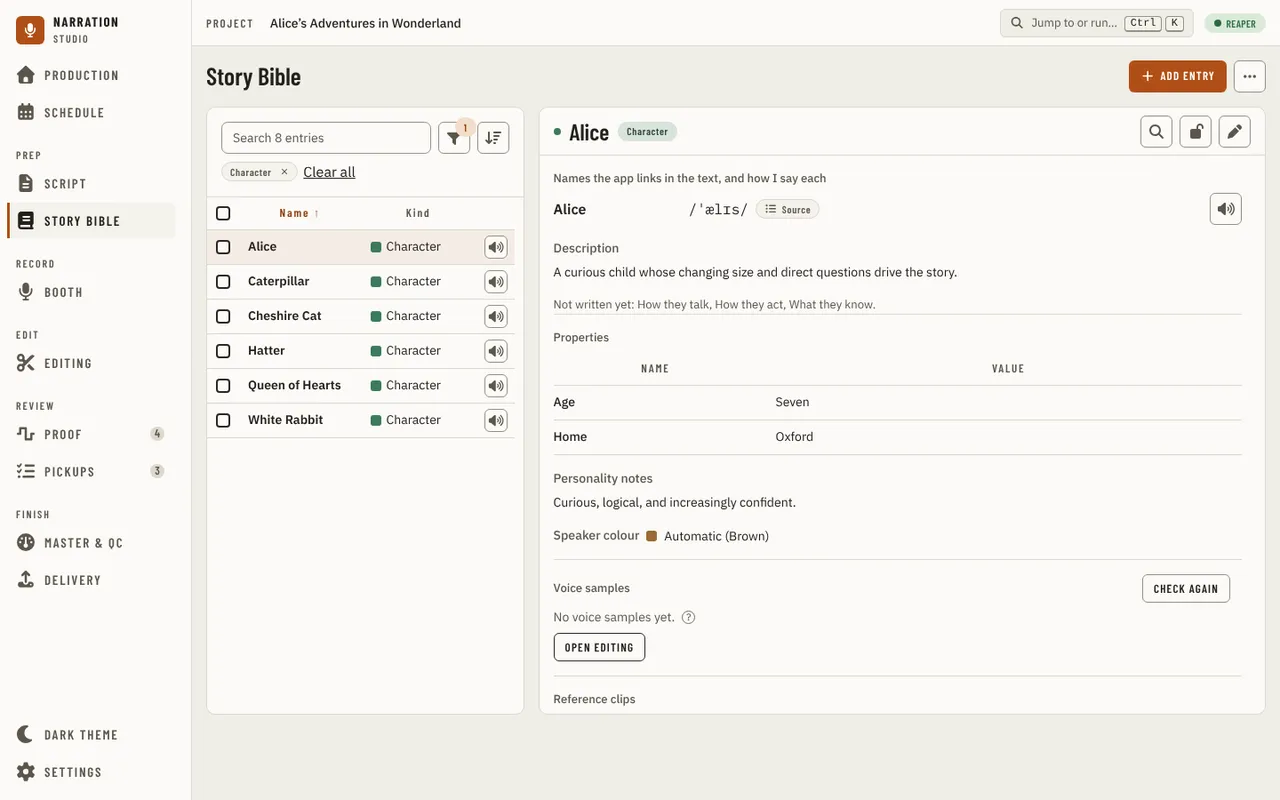 NARRATION
STUDIO
PRODUCTION
SCHEDULE
PREP
SCRIPT
STORY BIBLE
RECORD
BOOTH
EDIT
EDITING
REVIEW
PROOF 4
PICKUPS 3
FINISH
MASTER & QC
DELIVERY
DARK THEME
SETTINGS
PROJECT Alice's Adventures in Wonderland
Jump to or run... Ctrl K
REAPER
Story Bible
ADD ENTRY
Search 8 entries
1
Character ×
Clear all
Name ↑ Kind
Alice Character
Caterpillar Character
Cheshire Cat Character
Hatter Character
Queen of Hearts Character
White Rabbit Character
Alice Character
Names the app links in the text, and how I say each
Alice /ˈælɪs/ Source
Description
A curious child whose changing size and direct questions drive the story.
Not written yet: How they talk, How they act, What they know.
Properties
NAME VALUE
Age Seven
Home Oxford
Personality notes
Curious, logical, and increasingly confident.
Speaker colour Automatic (Brown)
Voice samples
CHECK AGAIN
No voice samples yet. ?
OPEN EDITING
Reference clips